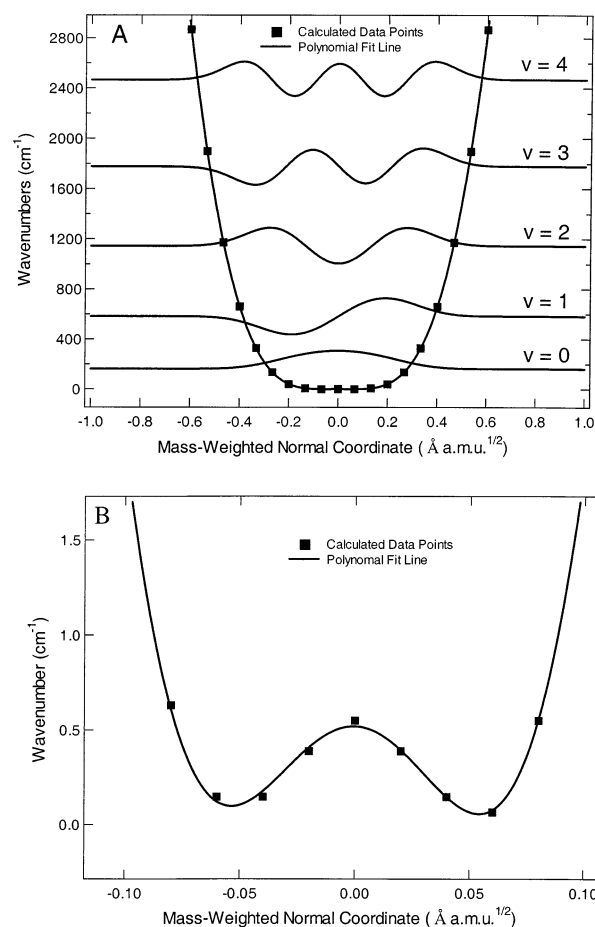 A
Calculated Data Points
Polynomial Fit Line
2800
2400
2000
1600
1200
800
400
0
Wavenumbers (cm-1)
v = 4
v = 3
v = 2
v = 1
v = 0
-1.0 -0.8 -0.6 -0.4 -0.2 0.0 0.2 0.4 0.6 0.8 1.0
Mass-Weighted Normal Coordinate ( Å a.m.u.1/2)
B
Calculated Data Points
Polynomal Fit Line
1.5
1.0
0.5
0.0
Wavenumber (cm-1)
-0.10 -0.05 0.00 0.05 0.10
Mass-Weighted Normal Coordinate ( Å a.m.u.1/2)